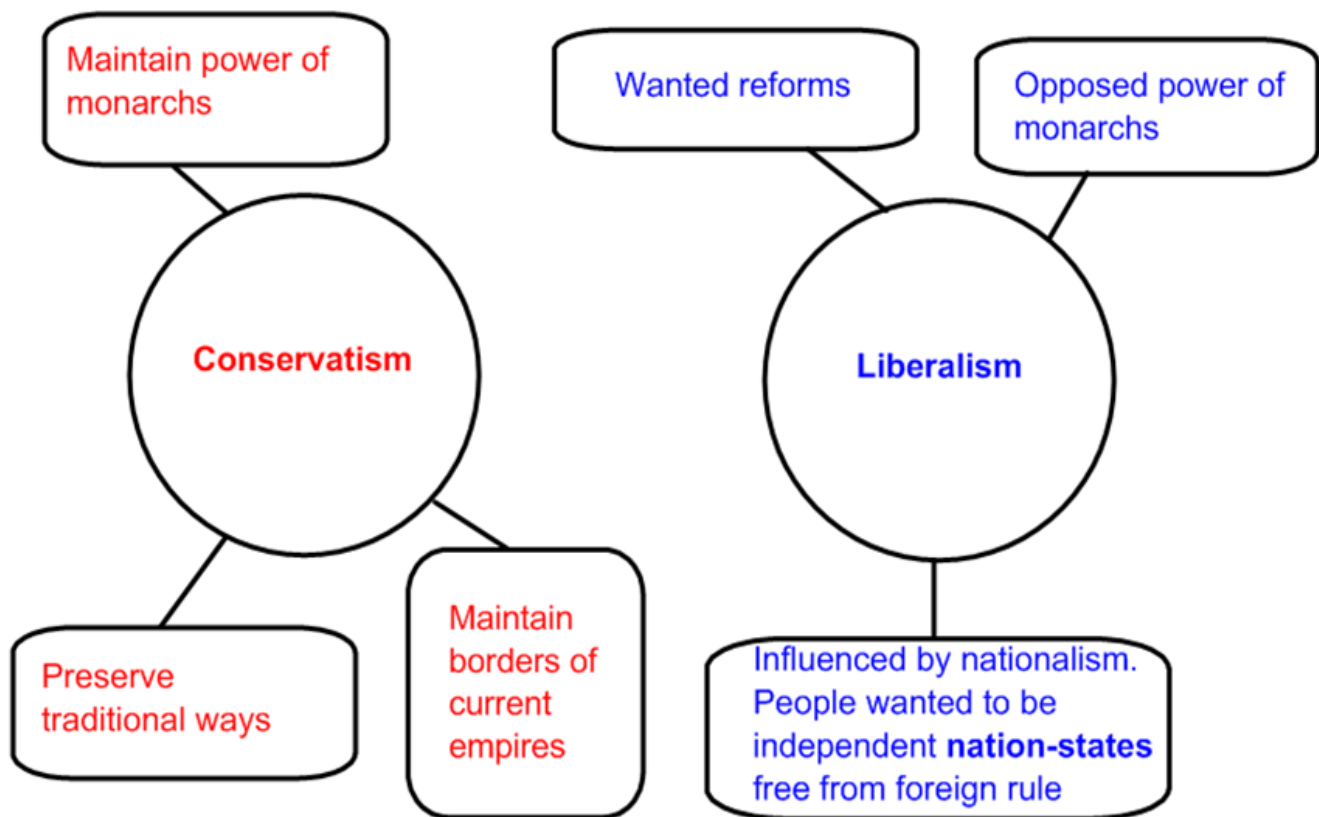 Maintain power of
monarchs
Conservatism
Preserve
traditional ways
Maintain
borders of
current
empires
Wanted reforms
Opposed power of
monarchs
Liberalism
Influenced by nationalism.
People wanted to be
independent nation-states
free from foreign rule